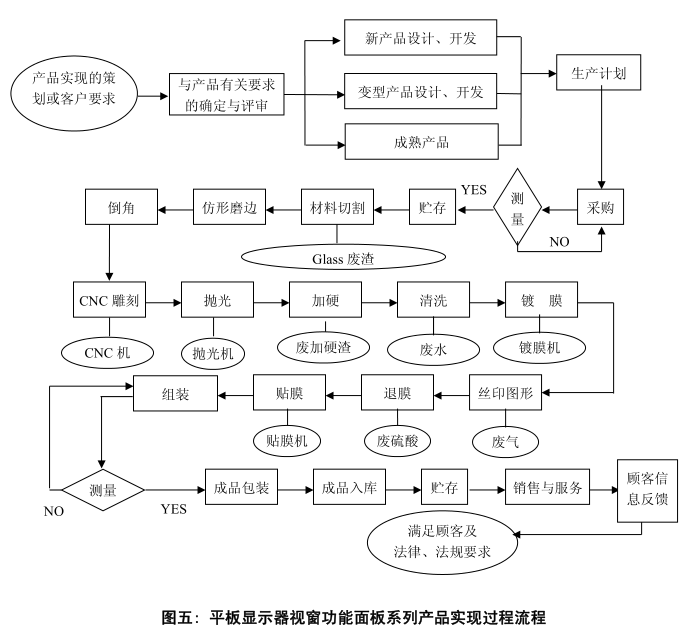 新产品设计、开发
产品实现的策
划或客户要求
与产品有关要求
的确定与评审
变型产品设计、开发
生产计划
成熟产品
倒角
仿形磨边
材料切割
贮存
YES
测
量
采购
NO
Glass 废渣
CNC 雕刻
抛光
加硬
清洗
镀 膜
CNC 机
抛光机
废加硬渣
废水
镀膜机
组装
贴膜
退膜
丝印图形
贴膜机
废硫酸
废气
测量
NO
YES
成品包装
成品入库
贮存
销售与服务
顾客信
息反馈
满足顾客及
法律、法规要求
图五：平板显示器视窗功能面板系列产品实现过程流程